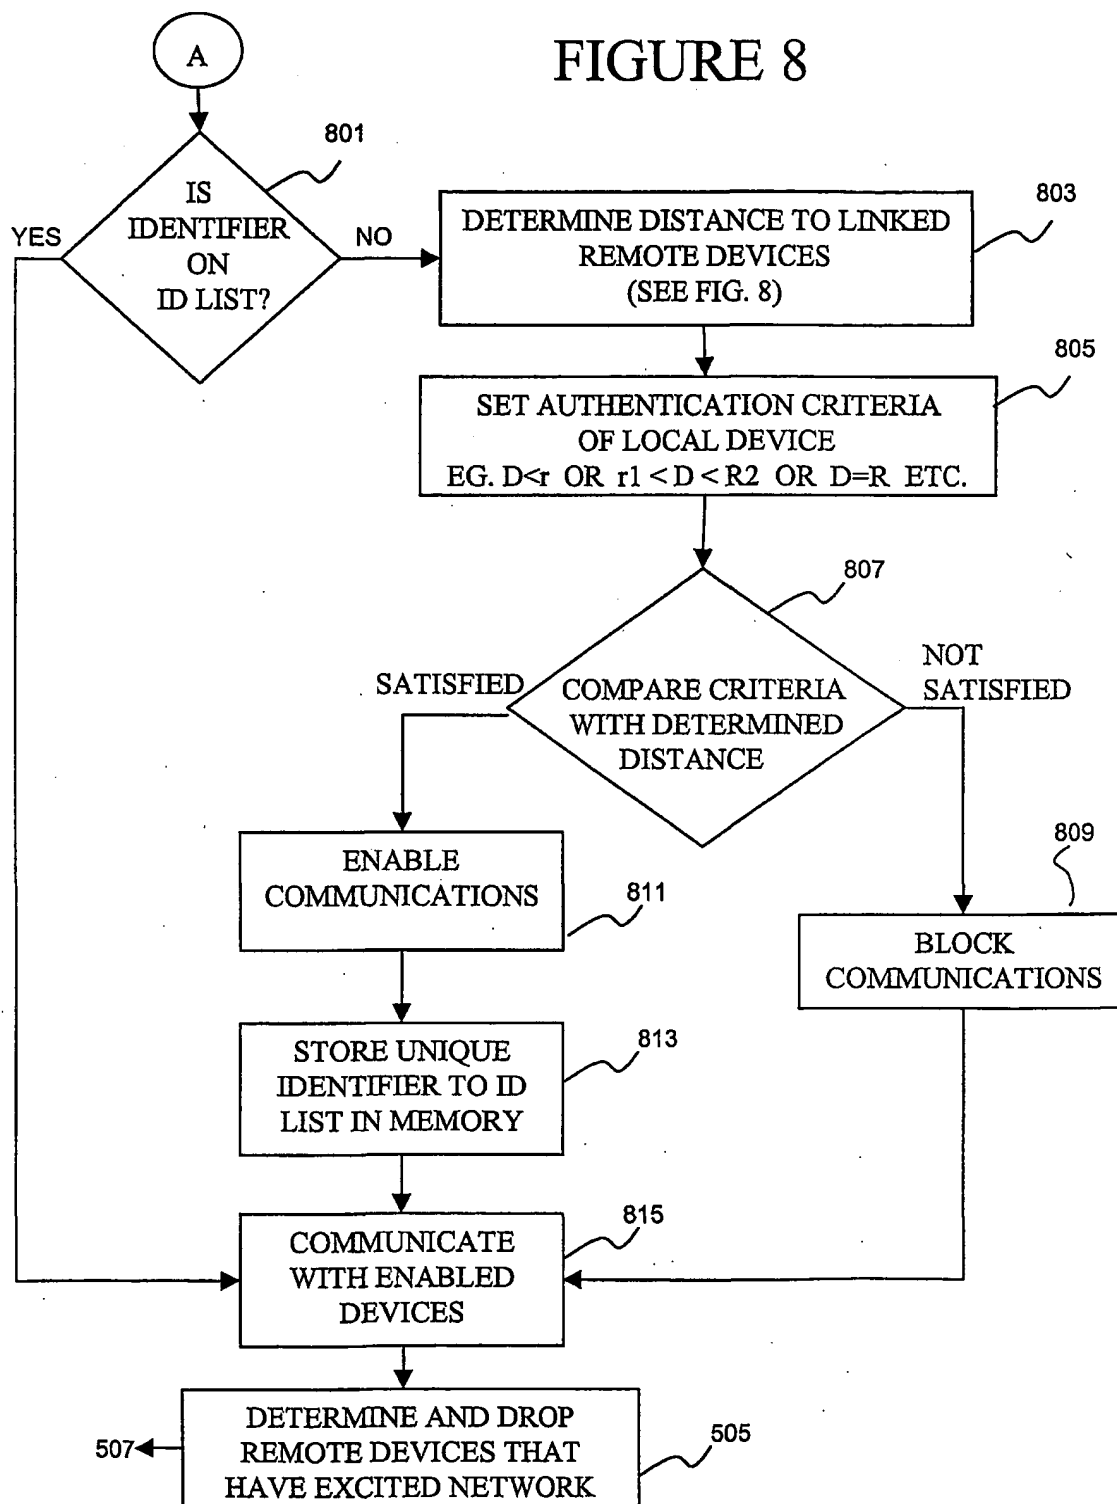 FIGURE 8
A
801
IS
IDENTIFIER
ON
ID LIST?
YES
NO
803
DETERMINE DISTANCE TO LINKED
REMOTE DEVICES
(SEE FIG. 8)
805
SET AUTHENTICATION CRITERIA
OF LOCAL DEVICE
EG. D<r OR r1 < D < R2 OR D=R ETC.
807
COMPARE CRITERIA
WITH DETERMINED
DISTANCE
SATISFIED
NOT
SATISFIED
ENABLE
COMMUNICATIONS
811
809
BLOCK
COMMUNICATIONS
STORE UNIQUE
IDENTIFIER TO ID
LIST IN MEMORY
813
COMMUNICATE
WITH ENABLED
DEVICES
815
DETERMINE AND DROP
REMOTE DEVICES THAT
HAVE EXCITED NETWORK
505
507